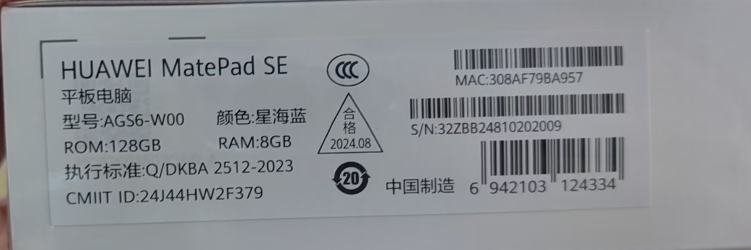 HUAWEI MatePad SE
平板电脑
型号:AGS6-W00 颜色:星海蓝
ROM:128GB RAM:8GB
执行标准:Q/DKBA 2512-2023
CMIIT ID:24J44HW2F379
CCC
合格
2024.08
20
中国制造
MAC:308AF79BA957
S/N:32ZBB24810202009
6 942103 124334